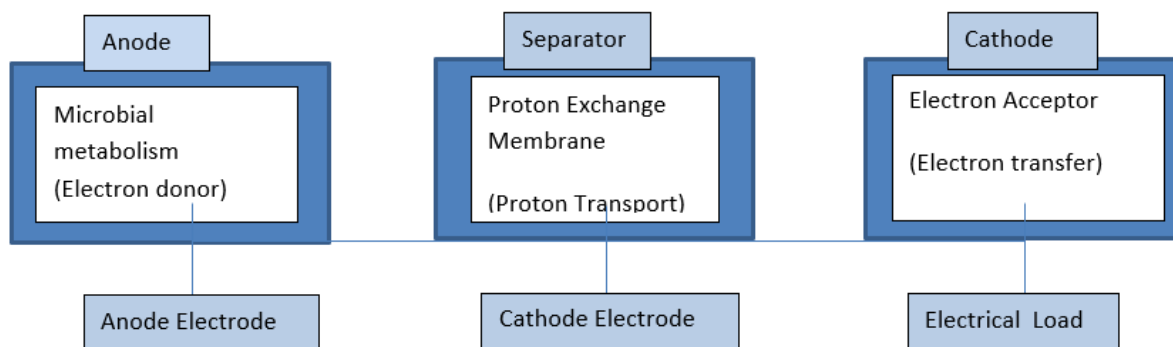 Anode
Separator
Cathode
Microbial
metabolism
(Electron donor)
Proton Exchange
Membrane
(Proton Transport)
Electron Acceptor
(Electron transfer)
Anode Electrode
Cathode Electrode
Electrical Load